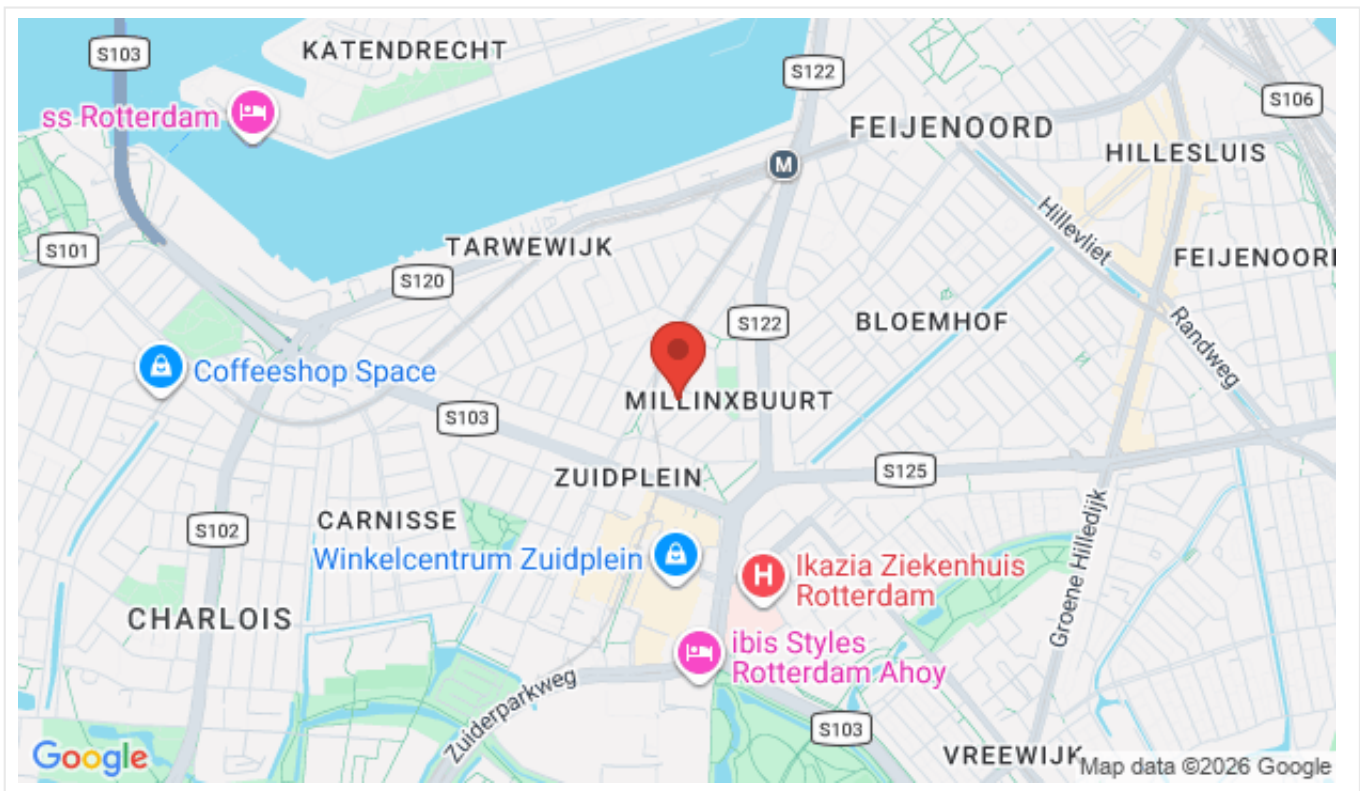 S103
KATENDRECHT
S122
S106
ss Rotterdam
FEIJENOORD
HILLESLUIS
M
Hillevliet
S101
TARWEWIJK
FEIJENOORI
S120
S122
BLOEMHOF
Randweg
Coffeeshop Space
MILLINXBUURT
S103
ZUIDPLEIN
S125
S102
CARNISSE
Winkelcentrum Zuidplein
H
Ikazia Ziekenhuis
Rotterdam
Groene Hilledijk
CHARLOIS
ibis Styles
Rotterdam Ahoy
Zuiderparkweg
S103
VREEWIJK
Google
Map data ©2026 Google